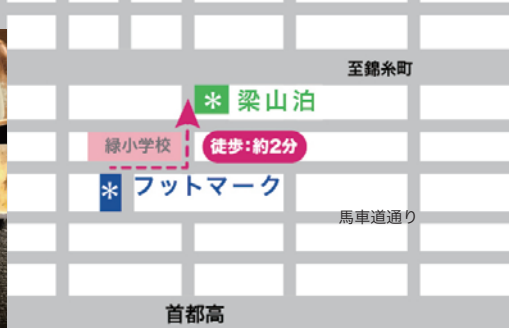 至錦糸町
* 梁山泊
緑小学校
徒歩:約2分
* フットマーク
馬車道通り
首都高